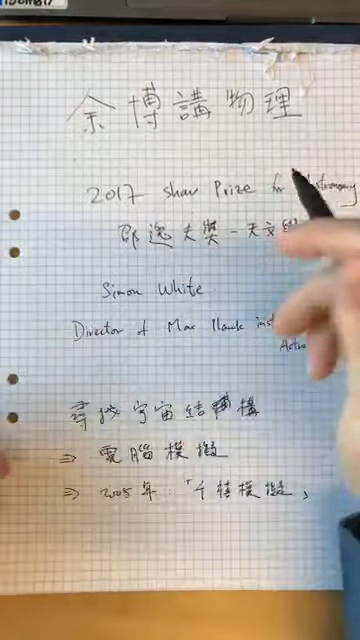 余博講物理
2017 Shaw Prize for Astronomy
邵逸夫獎 - 天文學
Simon White
Director of Max Planck inst
Astro
尋找宇宙結構
⇒ 電腦模擬
⇒ 2005年:「千禧模擬」